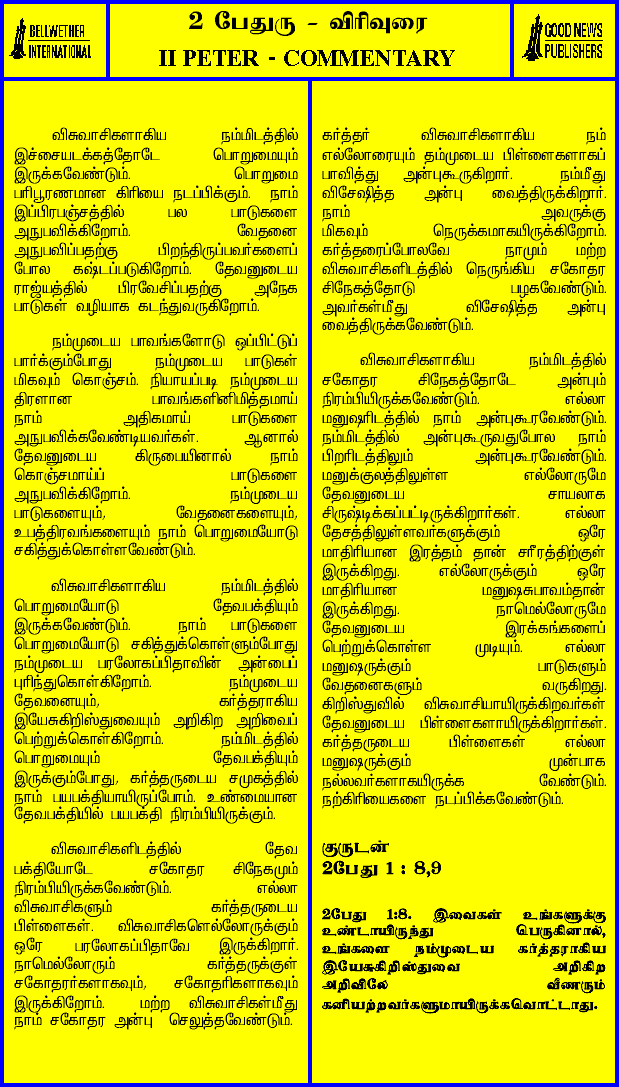 BELLWETHER
INTERNATIONAL
2 பேதுரு - விரிவுரை
II PETER - COMMENTARY
GOOD NEWS
PUBLISHERS
விசுவாசிகளாகிய நம்மிடத்தில்
இச்சையடக்கத்தோடே பொறுமையும்
இருக்கவேண்டும். பொறுமை
பரிபூரணமான கிரியை நடப்பிக்கும். நாம்
இப்பிரபஞ்சத்தில் பல பாடுகளை
அநுபவிக்கிறோம். வேதனை
அநுபவிப்பதற்கு பிறந்திருப்பவர்களைப்
போல கஷ்டப்படுகிறோம். தேவனுடைய
ராஜ்யத்தில் பிரவேசிப்பதற்கு அநேக
பாடுகள் வழியாக கடந்துவருகிறோம்.
நம்முடைய பாவங்களோடு ஒப்பிட்டுப்
பார்க்கும்போது நம்முடைய பாடுகள்
மிகவும் கொஞ்சம். நியாயப்படி நம்முடைய
திரளான பாவங்களினிமித்தமாய்
நாம் அதிகமாய் பாடுகளை
அநுபவிக்கவேண்டியவர்கள். ஆனால்
தேவனுடைய கிருபையினால் நாம்
கொஞ்சமாய்ப் பாடுகளை
அநுபவிக்கிறோம். நம்முடைய
பாடுகளையும், வேதனைகளையும்,
உபத்திரவங்களையும் நாம் பொறுமையோடு
சகித்துக்கொள்ளவேண்டும்.
விசுவாசிகளாகிய நம்மிடத்தில்
பொறுமையோடு தேவபக்தியும்
இருக்கவேண்டும். நாம் பாடுகளை
பொறுமையோடு சகித்துக்கொள்ளும்போது
நம்முடைய பரலோகப்பிதாவின் அன்பைப்
புரிந்துகொள்கிறோம். நம்முடைய
தேவனையும், கர்த்தராகிய
இயேசுகிறிஸ்துவையும் அறிகிற அறிவைப்
பெற்றுக்கொள்கிறோம். நம்மிடத்தில்
பொறுமையும் தேவபக்தியும்
இருக்கும்போது, கர்த்தருடைய சமுகத்தில்
நாம் பயபக்தியாயிருப்போம். உண்மையான
தேவபக்தியில் பயபக்தி நிரம்பியிருக்கும்.
விசுவாசிகளிடத்தில் தேவ
பக்தியோடே சகோதர சிநேகமும்
நிரம்பியிருக்கவேண்டும். எல்லா
விசுவாசிகளும் கர்த்தருடைய
பிள்ளைகள். விசுவாசிகளெல்லோருக்கும்
ஒரே பரலோகப்பிதாவே இருக்கிறார்.
நாமெல்லோரும் கர்த்தருக்குள்
சகோதரர்களாகவும், சகோதரிகளாகவும்
இருக்கிறோம். மற்ற விசுவாசிகள்மீது
நாம் சகோதர அன்பு செலுத்தவேண்டும்.
கர்த்தர் விசுவாசிகளாகிய நம்
எல்லோரையும் தம்முடைய பிள்ளைகளாகப்
பாவித்து அன்புகூருகிறார். நம்மீது
விசேஷித்த அன்பு வைத்திருக்கிறார்.
நாம் அவருக்கு
மிகவும் நெருக்கமாகயிருக்கிறோம்.
கர்த்தரைப்போலவே நாமும் மற்ற
விசுவாசிகளிடத்தில் நெருங்கிய சகோதர
சிநேகத்தோடு பழகவேண்டும்.
அவர்கள்மீது விசேஷித்த அன்பு
வைத்திருக்கவேண்டும்.
விசுவாசிகளாகிய நம்மிடத்தில்
சகோதர சிநேகத்தோடே அன்பும்
நிரம்பியிருக்கவேண்டும். எல்லா
மனுஷரிடத்தில் நாம் அன்புகூரவேண்டும்.
நம்மிடத்தில் அன்புகூருவதுபோல நாம்
பிறரிடத்திலும் அன்புகூரவேண்டும்.
மனுக்குலத்திலுள்ள எல்லோருமே
தேவனுடைய சாயலாக
சிருஷ்டிக்கப்பட்டிருக்கிறார்கள். எல்லா
தேசத்திலுள்ளவர்களுக்கும் ஒரே
மாதிரியான இரத்தம் தான் சரீரத்திற்குள்
இருக்கிறது. எல்லோருக்கும் ஒரே
மாதிரியான மனுஷசுபாவம்தான்
இருக்கிறது. நாமெல்லோருமே
தேவனுடைய இரக்கங்களைப்
பெற்றுக்கொள்ள முடியும். எல்லா
மனுஷருக்கும் பாடுகளும்
வேதனைகளும் வருகிறது.
கிறிஸ்துவில் விசுவாசியாயிருக்கிறவர்கள்
தேவனுடைய பிள்ளைகளாயிருக்கிறார்கள்.
கர்த்தருடைய பிள்ளைகள் எல்லா
மனுஷருக்கும் முன்பாக
நல்லவர்களாகயிருக்க வேண்டும்.
நற்கிரியைகளை நடப்பிக்கவேண்டும்.
குருடன்
2பேது 1 : 8,9
2பேது 1:8. இவைகள் உங்களுக்கு
உண்டாயிருந்து பெருகினால்,
உங்களை நம்முடைய கர்த்தராகிய
இயேசுகிறிஸ்துவை அறிகிற
அறிவிலே வீணரும்
கனியற்றவர்களுமாயிருக்கவொட்டாது.